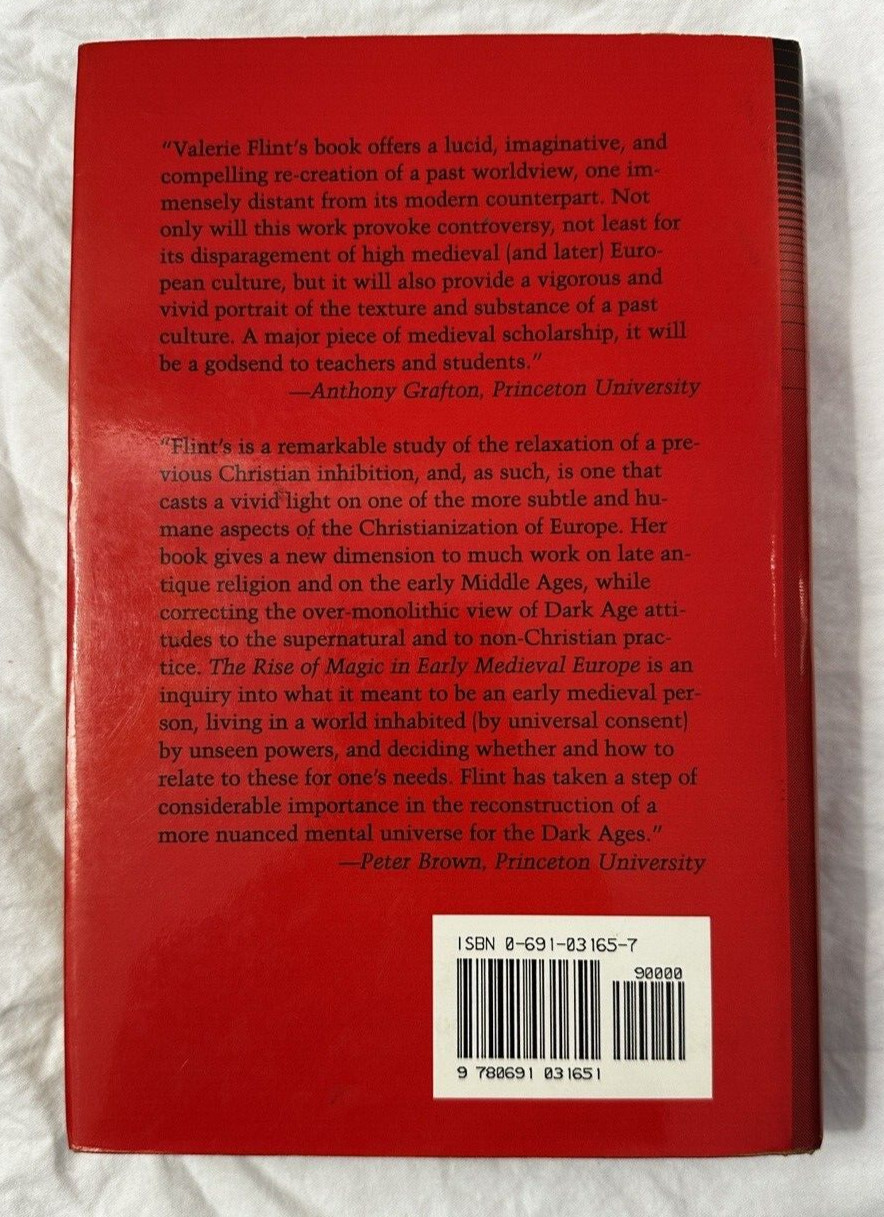 "Valerie Flint's book offers a lucid, imaginative, and
compelling re-creation of a past worldview, one im-
mensely distant from its modern counterpart. Not
only will this work provoke controversy, not least for
its disparagement of high medieval (and later) Euro-
pean culture, but it will also provide a vigorous and
vivid portrait of the texture and substance of a past
culture. A major piece of medieval scholarship, it will
be a godsend to teachers and students."
—Anthony Grafton, Princeton University
"Flint's is a remarkable study of the relaxation of a pre-
vious Christian inhibition, and, as such, is one that
casts a vivid light on one of the more subtle and hu-
mane aspects of the Christianization of Europe. Her
book gives a new dimension to much work on late an-
tique religion and on the early Middle Ages, while
correcting the over-monolithic view of Dark Age atti-
tudes to the supernatural and to non-Christian prac-
tice. The Rise of Magic in Early Medieval Europe is an
inquiry into what it meant to be an early medieval per-
son, living in a world inhabited (by universal consent)
by unseen powers, and deciding whether and how to
relate to these for one's needs. Flint has taken a step of
considerable importance in the reconstruction of a
more nuanced mental universe for the Dark Ages."
—Peter Brown, Princeton University
ISBN 0-691-03165-7
90000
9 780691 031651